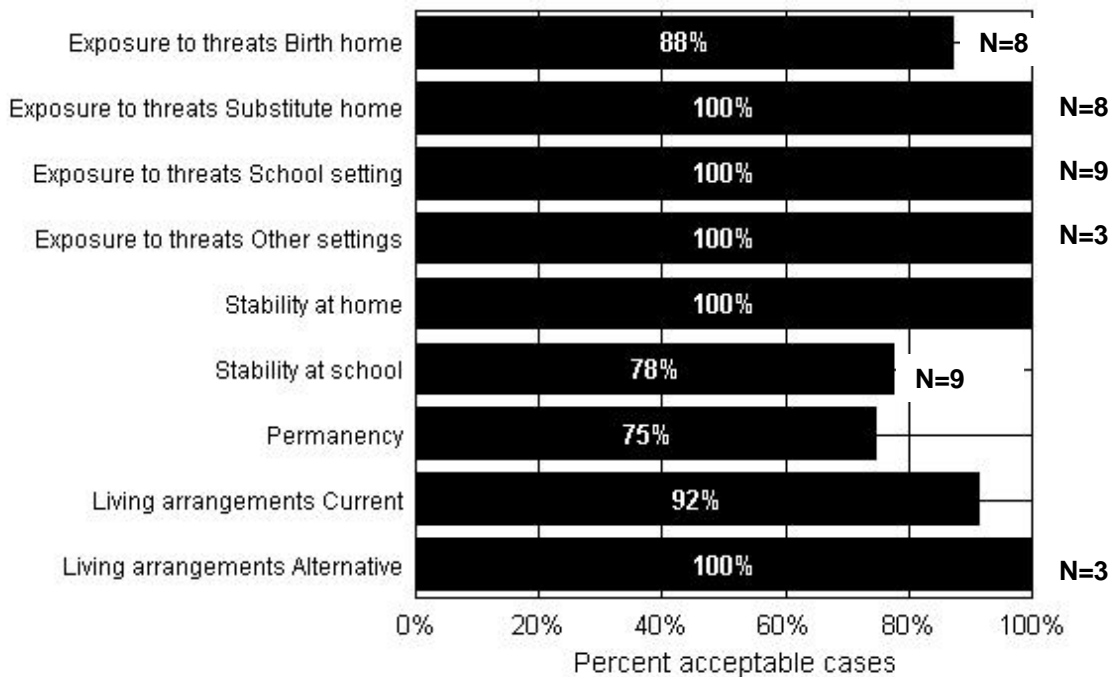 Exposure to threats Birth home 88% N=8
Exposure to threats Substitute home 100% N=8
Exposure to threats School setting 100% N=9
Exposure to threats Other settings 100% N=3
Stability at home 100%
Stability at school 78% N=9
Permanency 75%
Living arrangements Current 92%
Living arrangements Alternative 100% N=3
0% 20% 40% 60% 80% 100%
Percent acceptable cases